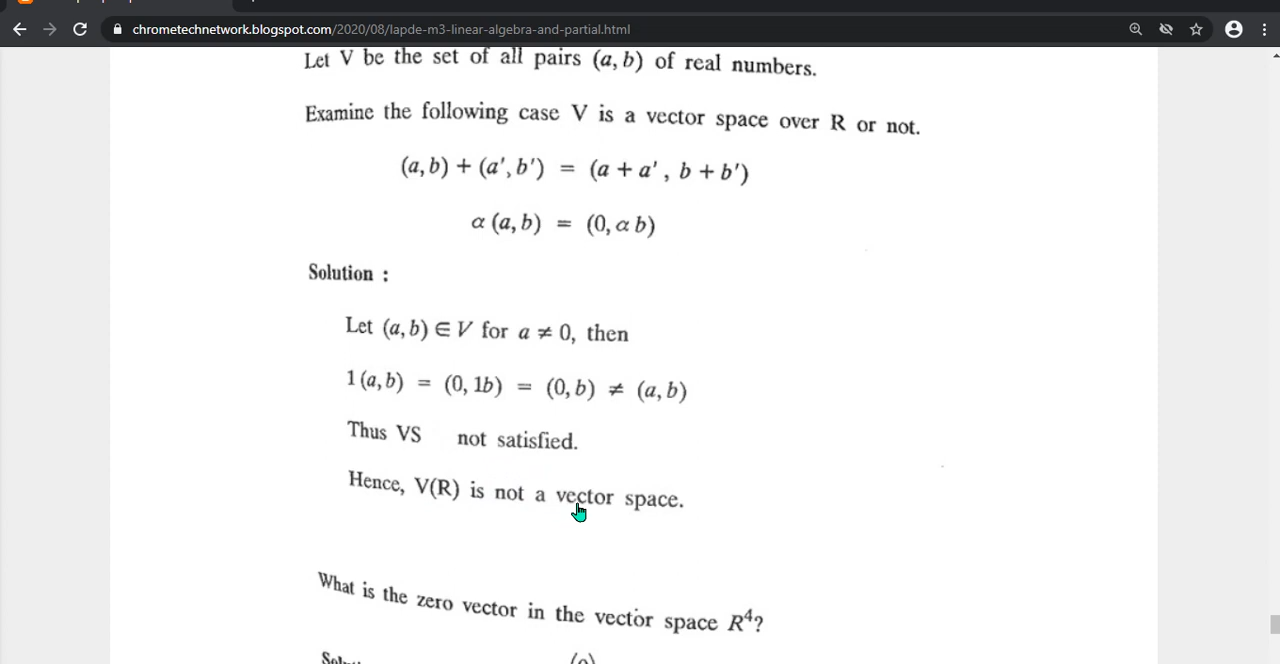 chrometechnetwork.blogspot.com/2020/08/lapde-m3-linear-algebra-and-partial.html
Let V be the set of all pairs (a, b) of real numbers.
Examine the following case V is a vector space over R or not.
(a, b) + (a', b') = (a + a' , b + b')
α (a, b) = (0, α b)
Solution :
Let (a, b) ∈ V for a ≠ 0, then
1 (a, b) = (0, 1b) = (0, b) ≠ (a, b)
Thus VS not satisfied.
Hence, V(R) is not a vector space.
What is the zero vector in the vector space R⁴?